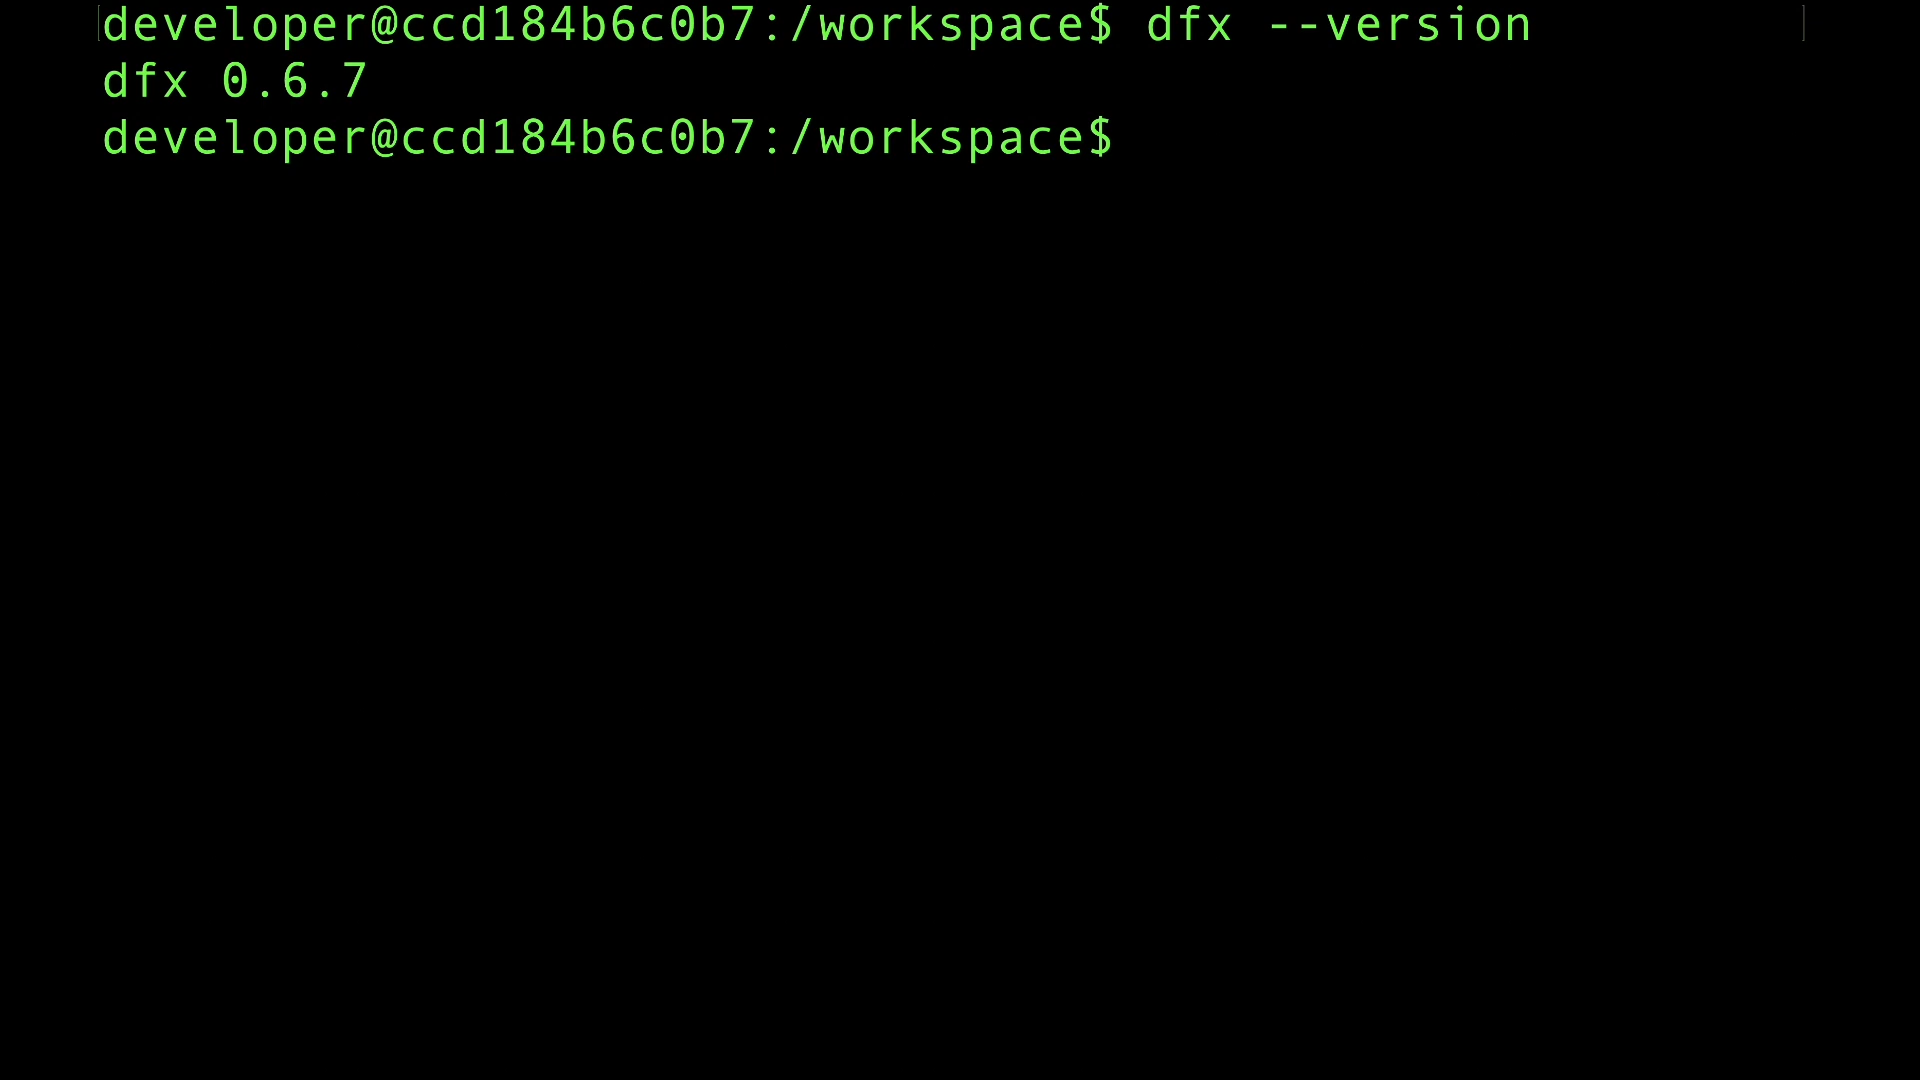 developer@ccd184b6c0b7:/workspace$ dfx --version
dfx 0.6.7
developer@ccd184b6c0b7:/workspace$